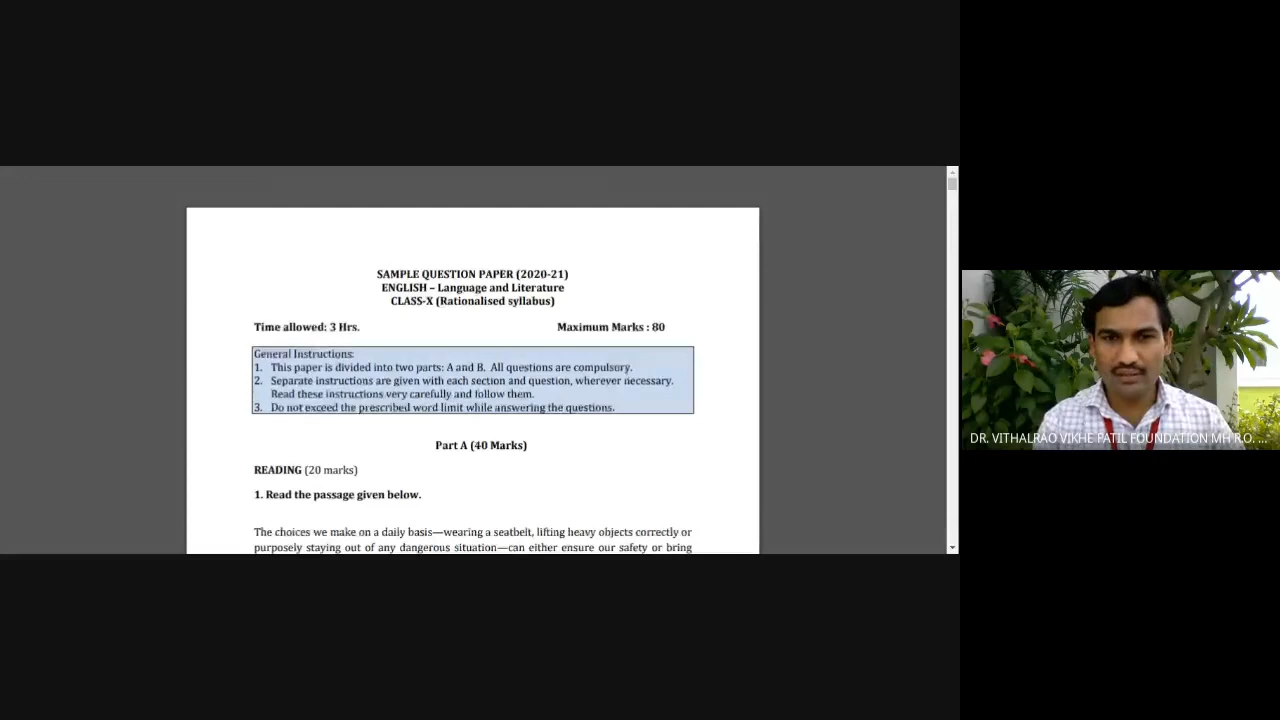 SAMPLE QUESTION PAPER (2020-21)
ENGLISH – Language and Literature
CLASS-X (Rationalised syllabus)
Time allowed: 3 Hrs. Maximum Marks : 80
General Instructions:
1. This paper is divided into two parts: A and B. All questions are compulsory.
2. Separate instructions are given with each section and question, wherever necessary.
Read these instructions very carefully and follow them.
3. Do not exceed the prescribed word limit while answering the questions.
Part A (40 Marks)
READING (20 marks)
1. Read the passage given below.
The choices we make on a daily basis—wearing a seatbelt, lifting heavy objects correctly or
purposely staying out of any dangerous situation—can either ensure our safety or bring
DR. VITHALRAO VIKHE PATIL FOUNDATION MH R.O. ...